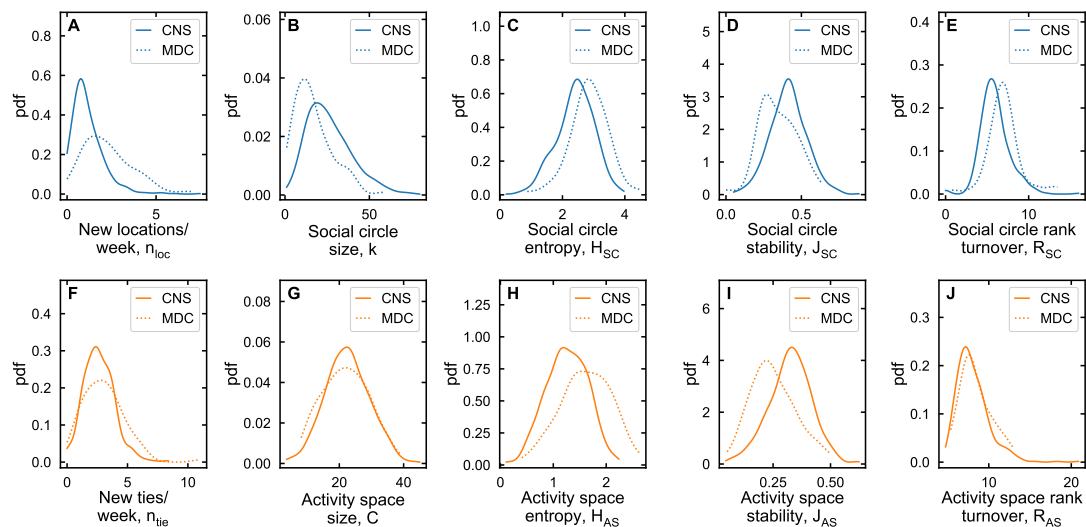 A
CNS
MDC
pdf
0.8
0.6
0.4
0.2
0.0
0
5
New locations/
week, n_loc
B
CNS
MDC
pdf
0.06
0.04
0.02
0.00
0
50
Social circle
size, k
C
CNS
MDC
pdf
1.0
0.8
0.6
0.4
0.2
0.0
0
2
4
Social circle
entropy, H_SC
D
CNS
MDC
pdf
5
4
3
2
1
0
0.0
0.5
Social circle
stability, J_SC
E
CNS
MDC
pdf
0.3
0.2
0.1
0.0
0
10
Social circle rank
turnover, R_SC
F
CNS
MDC
pdf
0.4
0.3
0.2
0.1
0.0
0
5
10
New ties/
week, n_tie
G
CNS
MDC
pdf
0.08
0.06
0.04
0.02
0.00
20
40
Activity space
size, C
H
CNS
MDC
pdf
1.25
1.00
0.75
0.50
0.25
0.00
0
1
2
Activity space
entropy, H_AS
I
CNS
MDC
pdf
6
4
2
0
0.25
0.50
Activity space
stability, J_AS
J
CNS
MDC
pdf
0.3
0.2
0.1
0.0
10
20
Activity space rank
turnover, R_AS